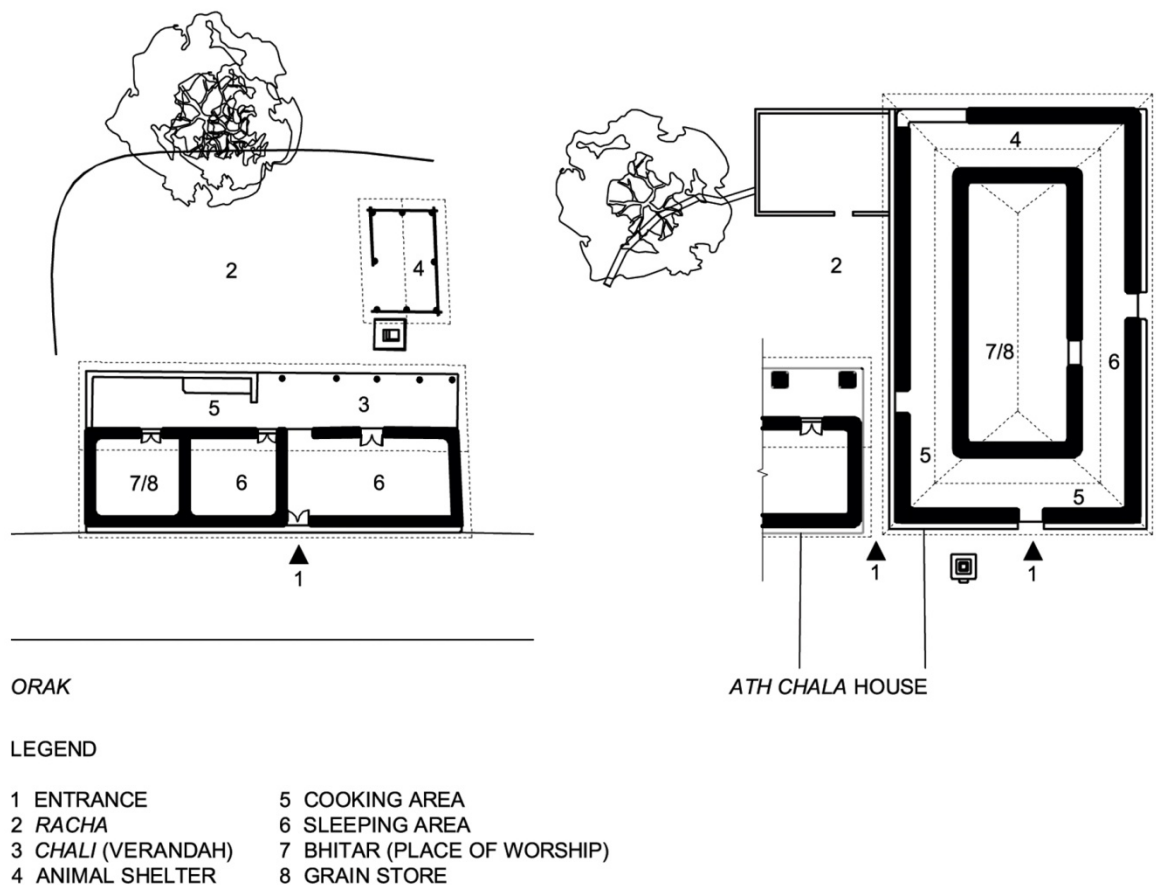 4
2
4
2
7/8
6
5
3
7/8
6
6
5
5
1
1
1
ORAK
ATH CHALA HOUSE
LEGEND
1 ENTRANCE
2 RACHA
3 CHALI (VERANDAH)
4 ANIMAL SHELTER
5 COOKING AREA
6 SLEEPING AREA
7 BHITAR (PLACE OF WORSHIP)
8 GRAIN STORE